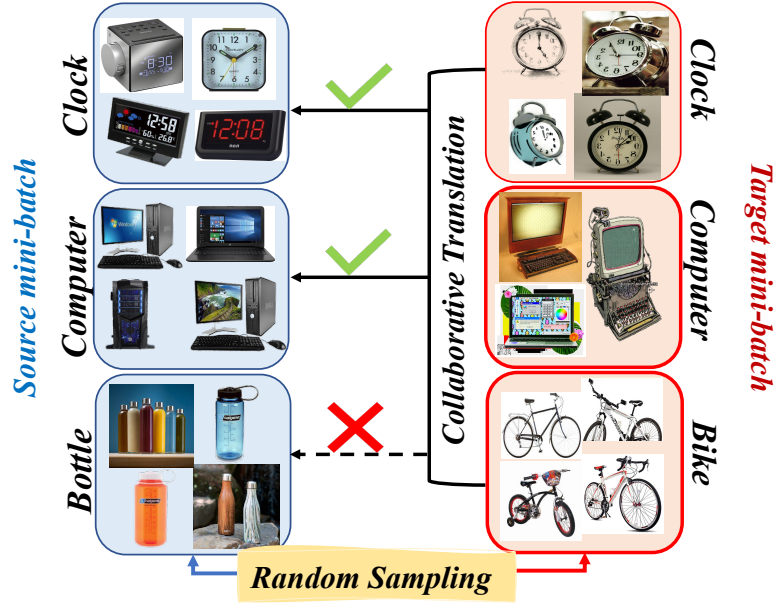 Source mini-batch
Clock
Computer
Bottle
8:30
12:58
60%
26.8°
12:08
RCA
Collaborative Translation
Clock
Computer
Bike
Target mini-batch
Random Sampling